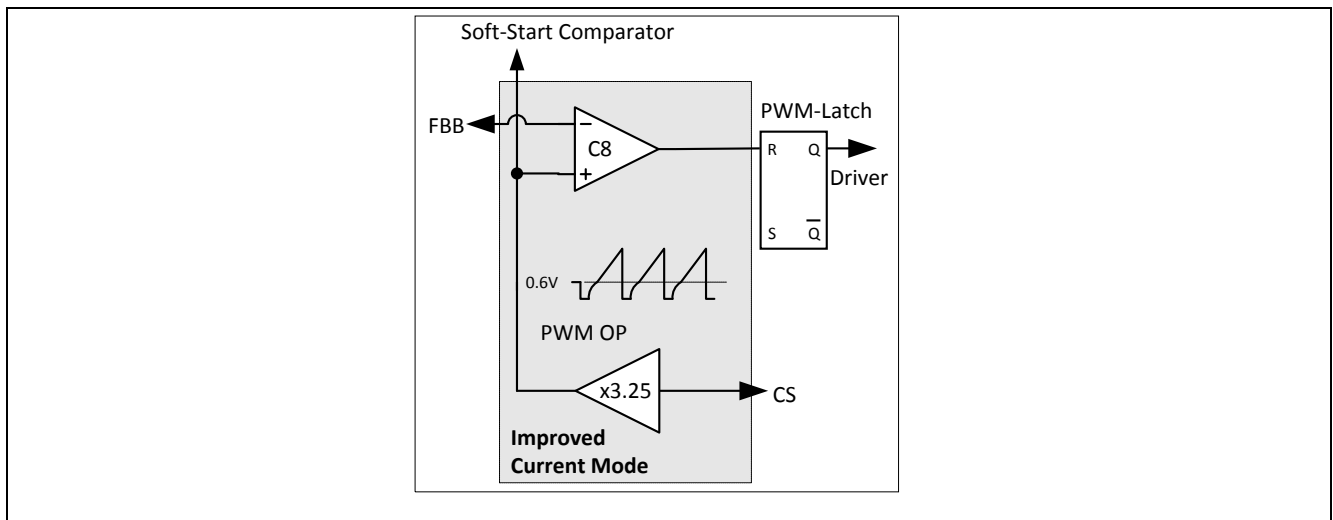 Soft-Start Comparator
PWM-Latch
FBB
−
C8
+
R Q
Driver
S Q̅
0.6V
PWM OP
x3.25
CS
Improved
Current Mode